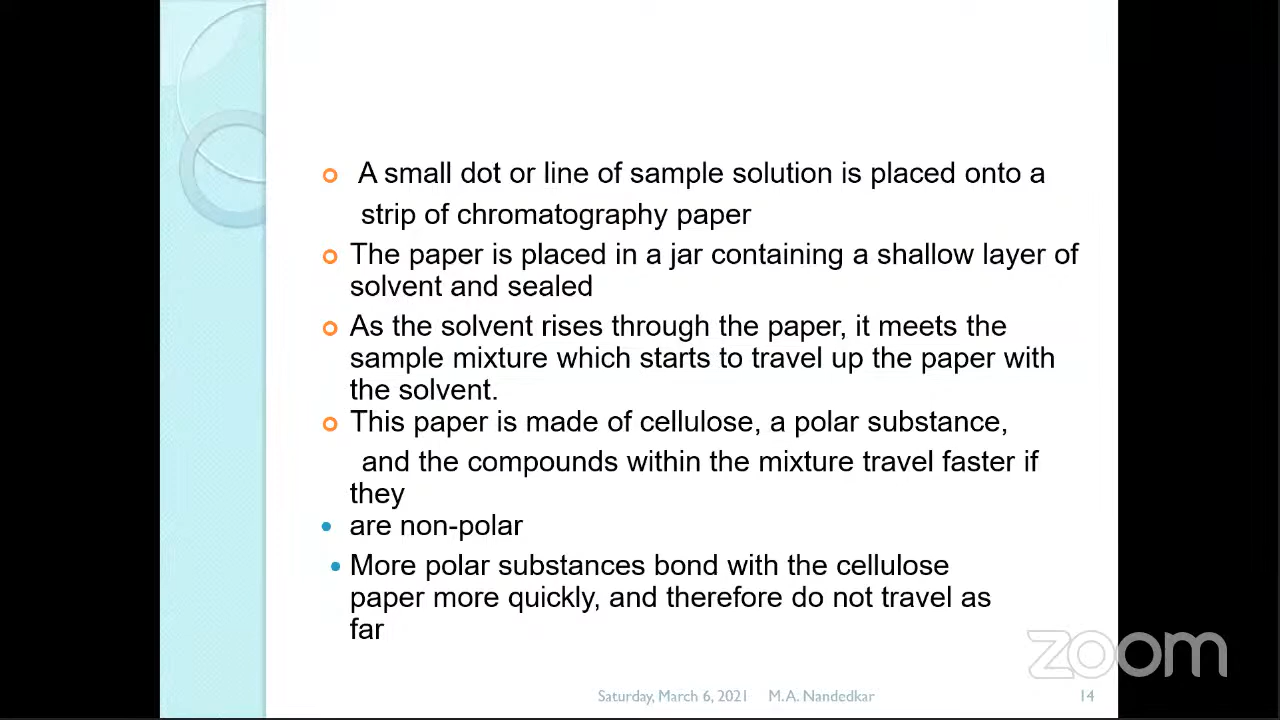 A small dot or line of sample solution is placed onto a
strip of chromatography paper
The paper is placed in a jar containing a shallow layer of
solvent and sealed
As the solvent rises through the paper, it meets the
sample mixture which starts to travel up the paper with
the solvent.
This paper is made of cellulose, a polar substance,
and the compounds within the mixture travel faster if
they
are non-polar
More polar substances bond with the cellulose
paper more quickly, and therefore do not travel as
far
zoom
Saturday, March 6, 2021 M.A. Nandedkar 14